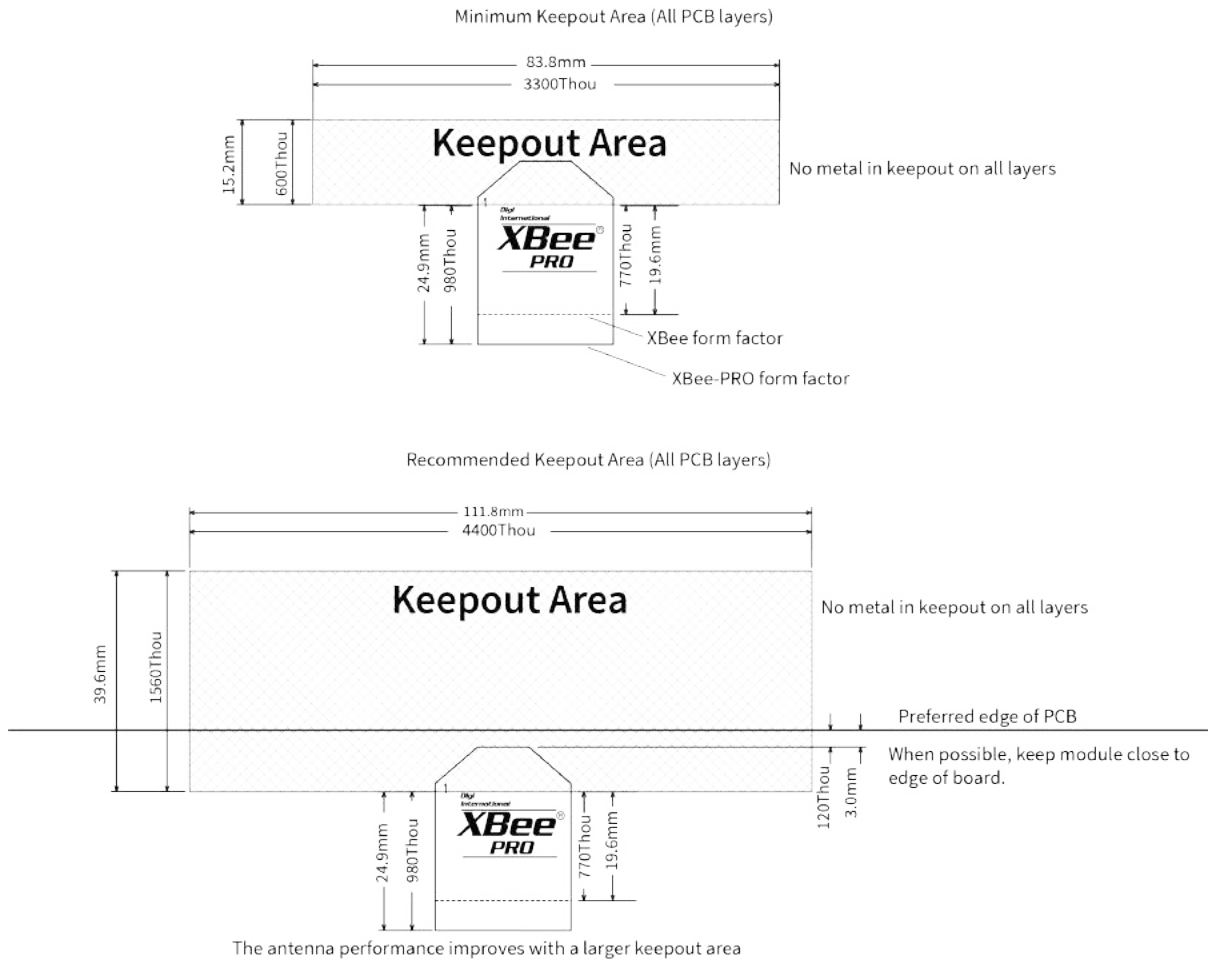 Minimum Keepout Area (All PCB layers)
83.8mm
3300Thou
Keepout Area
15.2mm
600Thou
No metal in keepout on all layers
1
Digi
International
XBee®
PRO
24.9mm
980Thou
770Thou
19.6mm
XBee form factor
XBee-PRO form factor
Recommended Keepout Area (All PCB layers)
111.8mm
4400Thou
Keepout Area
No metal in keepout on all layers
39.6mm
1560Thou
Preferred edge of PCB
When possible, keep module close to
edge of board.
120Thou
3.0mm
1
Digi
International
XBee®
PRO
24.9mm
980Thou
770Thou
19.6mm
The antenna performance improves with a larger keepout area